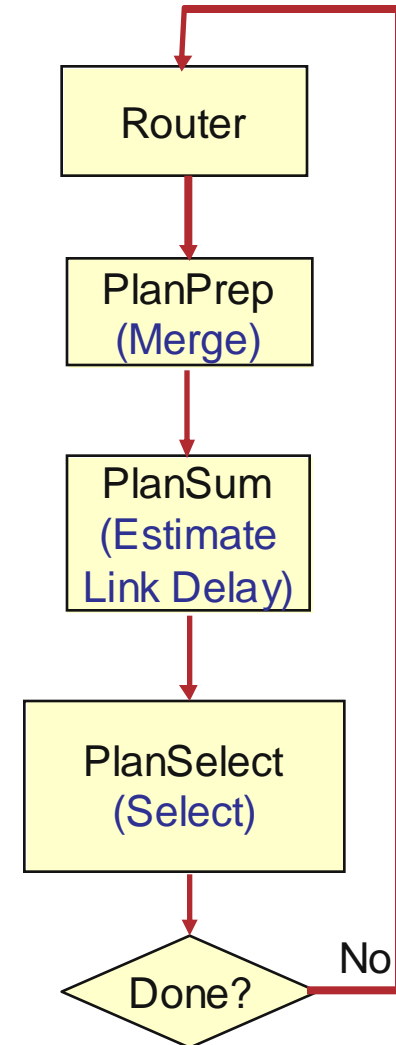 Router
PlanPrep
(Merge)
PlanSum
(Estimate
Link Delay)
PlanSelect
(Select)
No
Done?